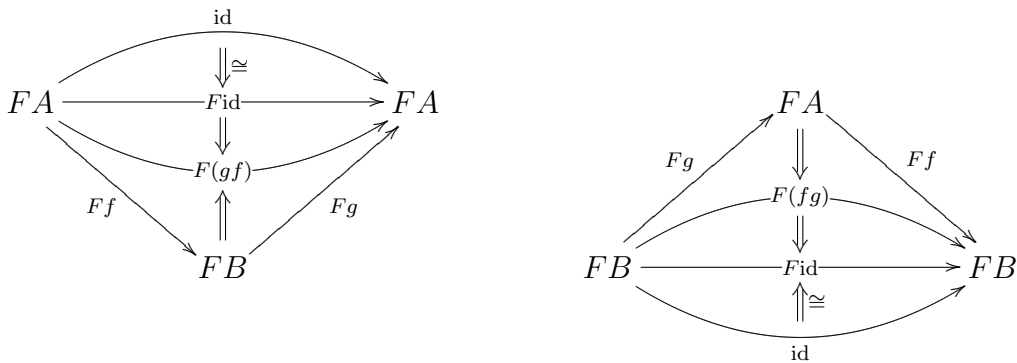 id
≅
FA Fid FA
F(gf)
Ff Fg
FB
FA
Fg Ff
F(fg)
FB Fid FB
≅
id